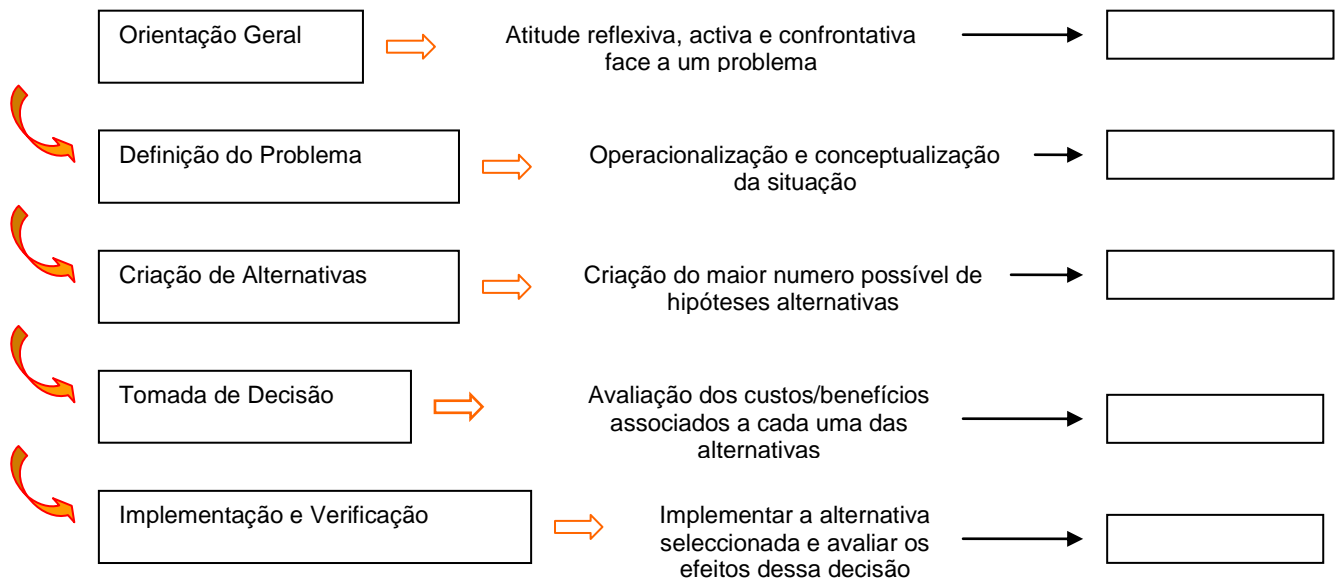 Orientação Geral
Atitude reflexiva, activa e confrontativa
face a um problema
Definição do Problema
Operacionalização e conceptualização
da situação
Criação de Alternativas
Criação do maior numero possível de
hipóteses alternativas
Tomada de Decisão
Avaliação dos custos/benefícios
associados a cada uma das
alternativas
Implementação e Verificação
Implementar a alternativa
seleccionada e avaliar os
efeitos dessa decisão